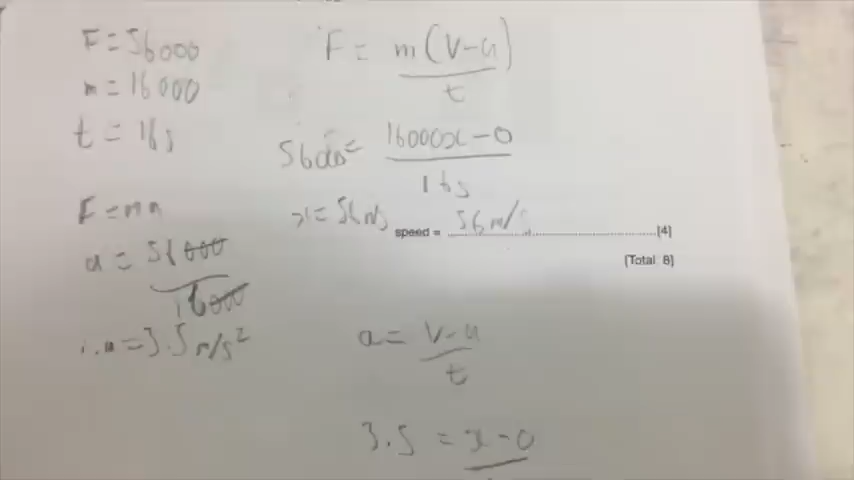 F = 56000
m = 16000
t = 16s
F = m(v-u)
t
56000 = 16000x - 0
16s
x = 56m/s
speed = 56 m/s [4]
[Total 8]
F = ma
a = 56000
16000
∴ a = 3.5 m/s²
a = v-u
t
3.5 = x-0